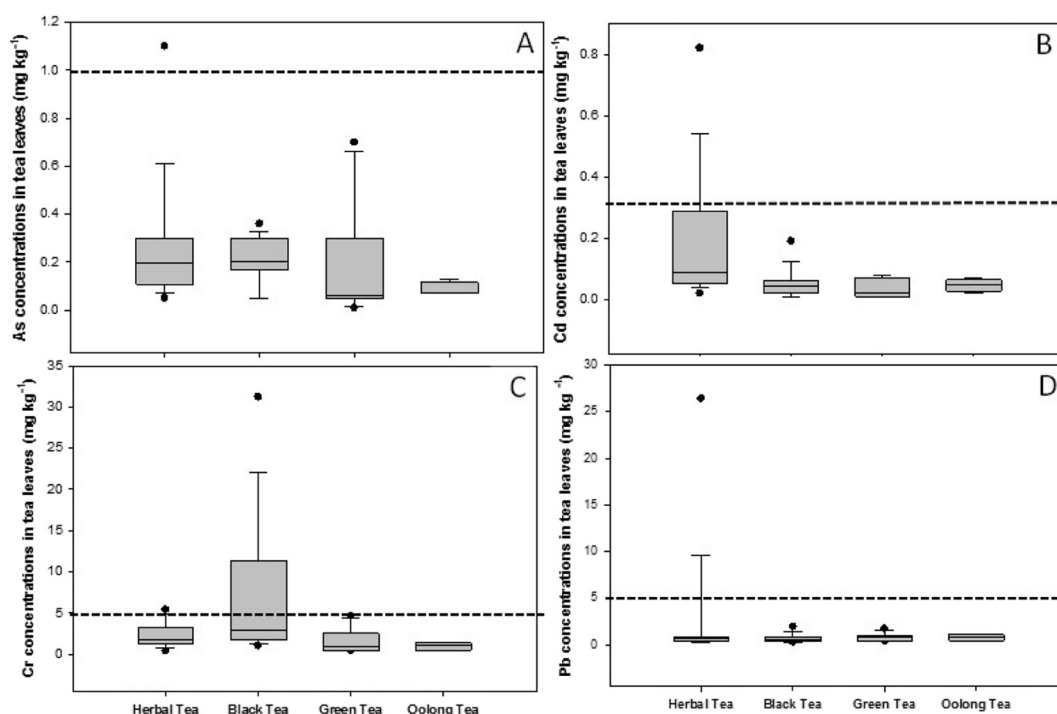 As concentrations in tea leaves (mg kg⁻¹)
1.2
1.0
0.8
0.6
0.4
0.2
0.0
A
Cd concentrations in tea leaves (mg kg⁻¹)
0.8
0.6
0.4
0.2
0.0
B
Cr concentrations in tea leaves (mg kg⁻¹)
35
30
25
20
15
10
5
0
C
Herbal Tea Black Tea Green Tea Oolong Tea
Pb concentrations in tea leaves (mg kg⁻¹)
30
25
20
15
10
5
0
D
Herbal Tea Black Tea Green Tea Oolong Tea